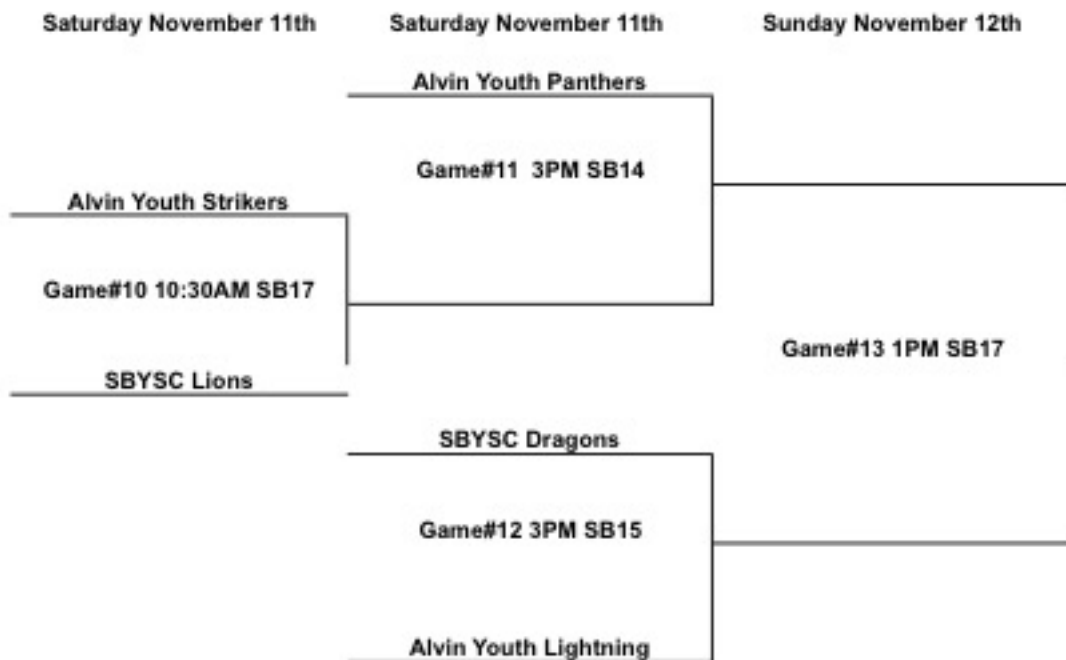 Saturday November 11th
Saturday November 11th
Sunday November 12th
Alvin Youth Panthers
Game#11 3PM SB14
Alvin Youth Strikers
Game#10 10:30AM SB17
Game#13 1PM SB17
SBYSC Lions
SBYSC Dragons
Game#12 3PM SB15
Alvin Youth Lightning